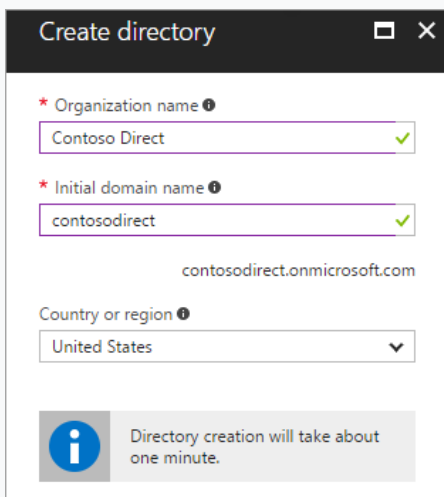 Create directory
* Organization name
Contoso Direct
* Initial domain name
contosodirect
contosodirect.onmicrosoft.com
Country or region
United States
Directory creation will take about
one minute.